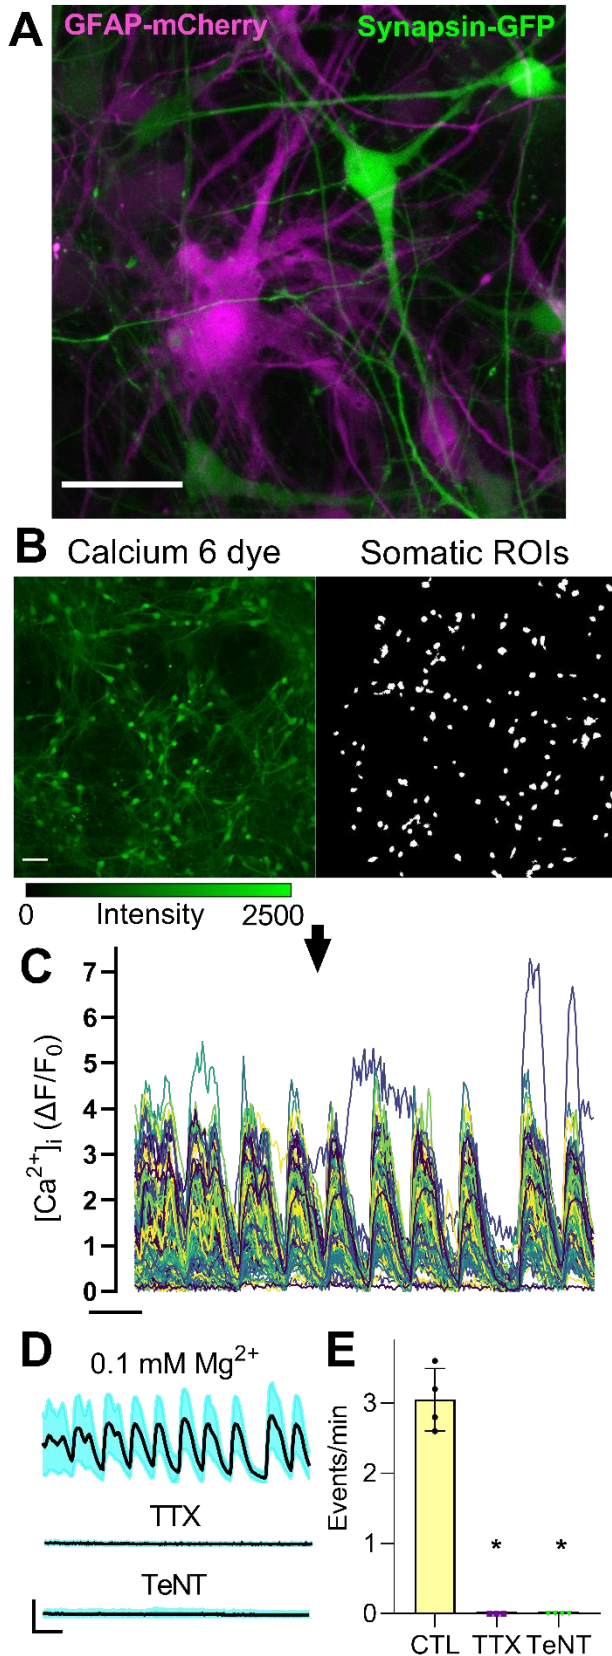 A
GFAP-mCherry Synapsin-GFP
B
Calcium 6 dye Somatic ROIs
0 Intensity 2500
C
[Ca²⁺]ᵢ (ΔF/F₀)
7
6
5
4
3
2
1
0
D
0.1 mM Mg²⁺
TTX
TeNT
E
Events/min
3
2
1
0
* *
CTL TTX TeNT